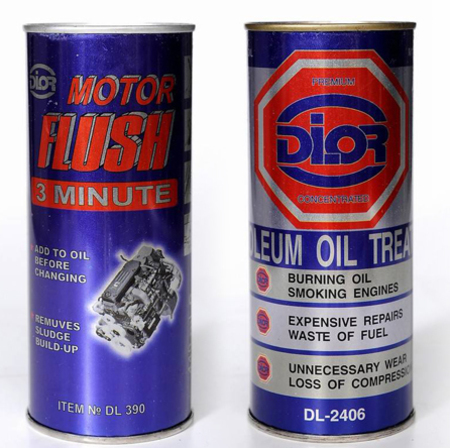 DIOR
MOTOR
FLUSH
3 MINUTE
ADD TO OIL
BEFORE
CHANGING
REMOVES
SLUDGE
BUILD-UP
ITEM № DL 390
PREMIUM
DIOR
CONCENTRATED
OLEUM OIL TREA
BURNING OIL
SMOKING ENGINES
EXPENSIVE REPAIRS
WASTE OF FUEL
UNNECESSARY WEAR
LOSS OF COMPRESSION
DL-2406